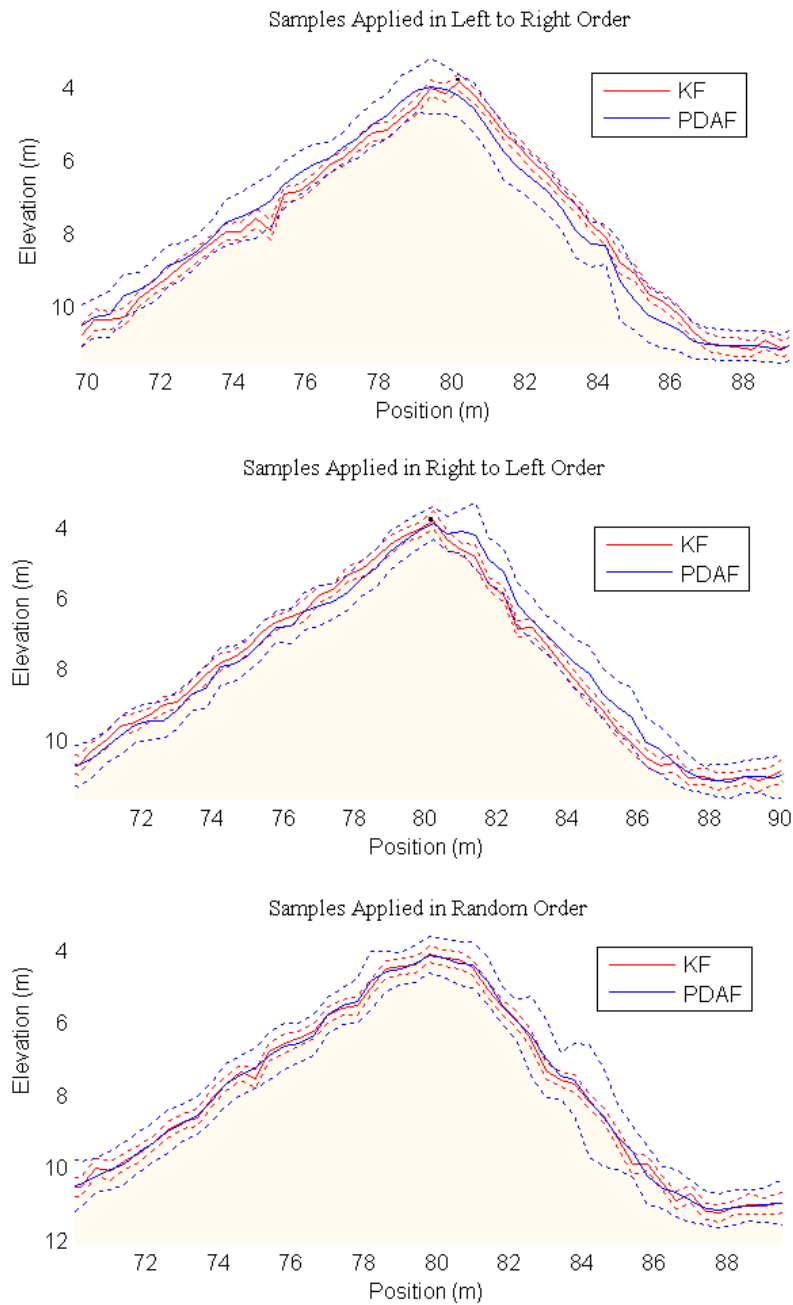 Samples Applied in Left to Right Order
4
6
8
10
Elevation (m)
KF
PDAF
70 72 74 76 78 80 82 84 86 88
Position (m)
Samples Applied in Right to Left Order
4
6
8
10
Elevation (m)
KF
PDAF
72 74 76 78 80 82 84 86 88 90
Position (m)
Samples Applied in Random Order
4
6
8
10
12
Elevation (m)
KF
PDAF
72 74 76 78 80 82 84 86 88
Position (m)